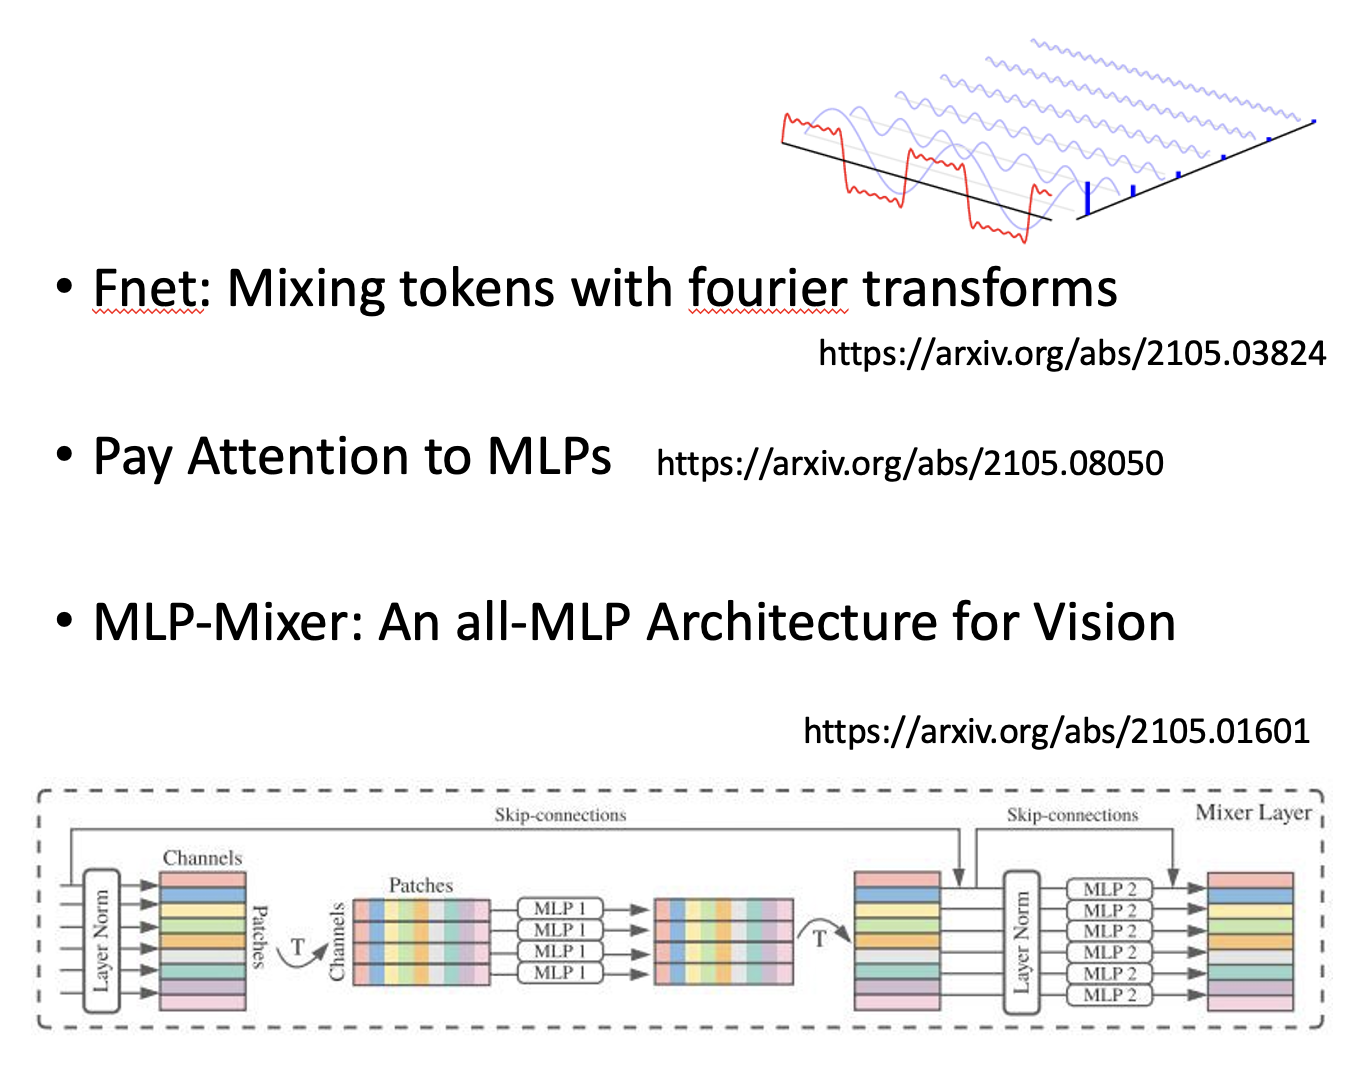 • Fnet: Mixing tokens with fourier transforms
https://arxiv.org/abs/2105.03824
• Pay Attention to MLPs https://arxiv.org/abs/2105.08050
• MLP-Mixer: An all-MLP Architecture for Vision
https://arxiv.org/abs/2105.01601
Skip-connections
Skip-connections
Mixer Layer
Layer Norm
Channels
Patches
T
Channels
Patches
MLP 1
MLP 1
MLP 1
MLP 1
T
Layer Norm
MLP 2
MLP 2
MLP 2
MLP 2
MLP 2
MLP 2